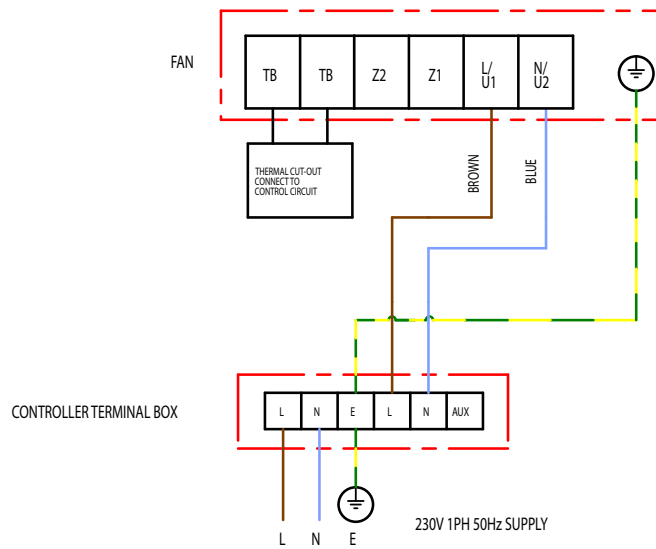 FAN
TB
TB
Z2
Z1
L/
U1
N/
U2
THERMAL CUT-OUT
CONNECT TO
CONTROL CIRCUIT
BROWN
BLUE
CONTROLLER TERMINAL BOX
L
N
E
L
N
AUX
230V 1PH 50Hz SUPPLY
L
N
E